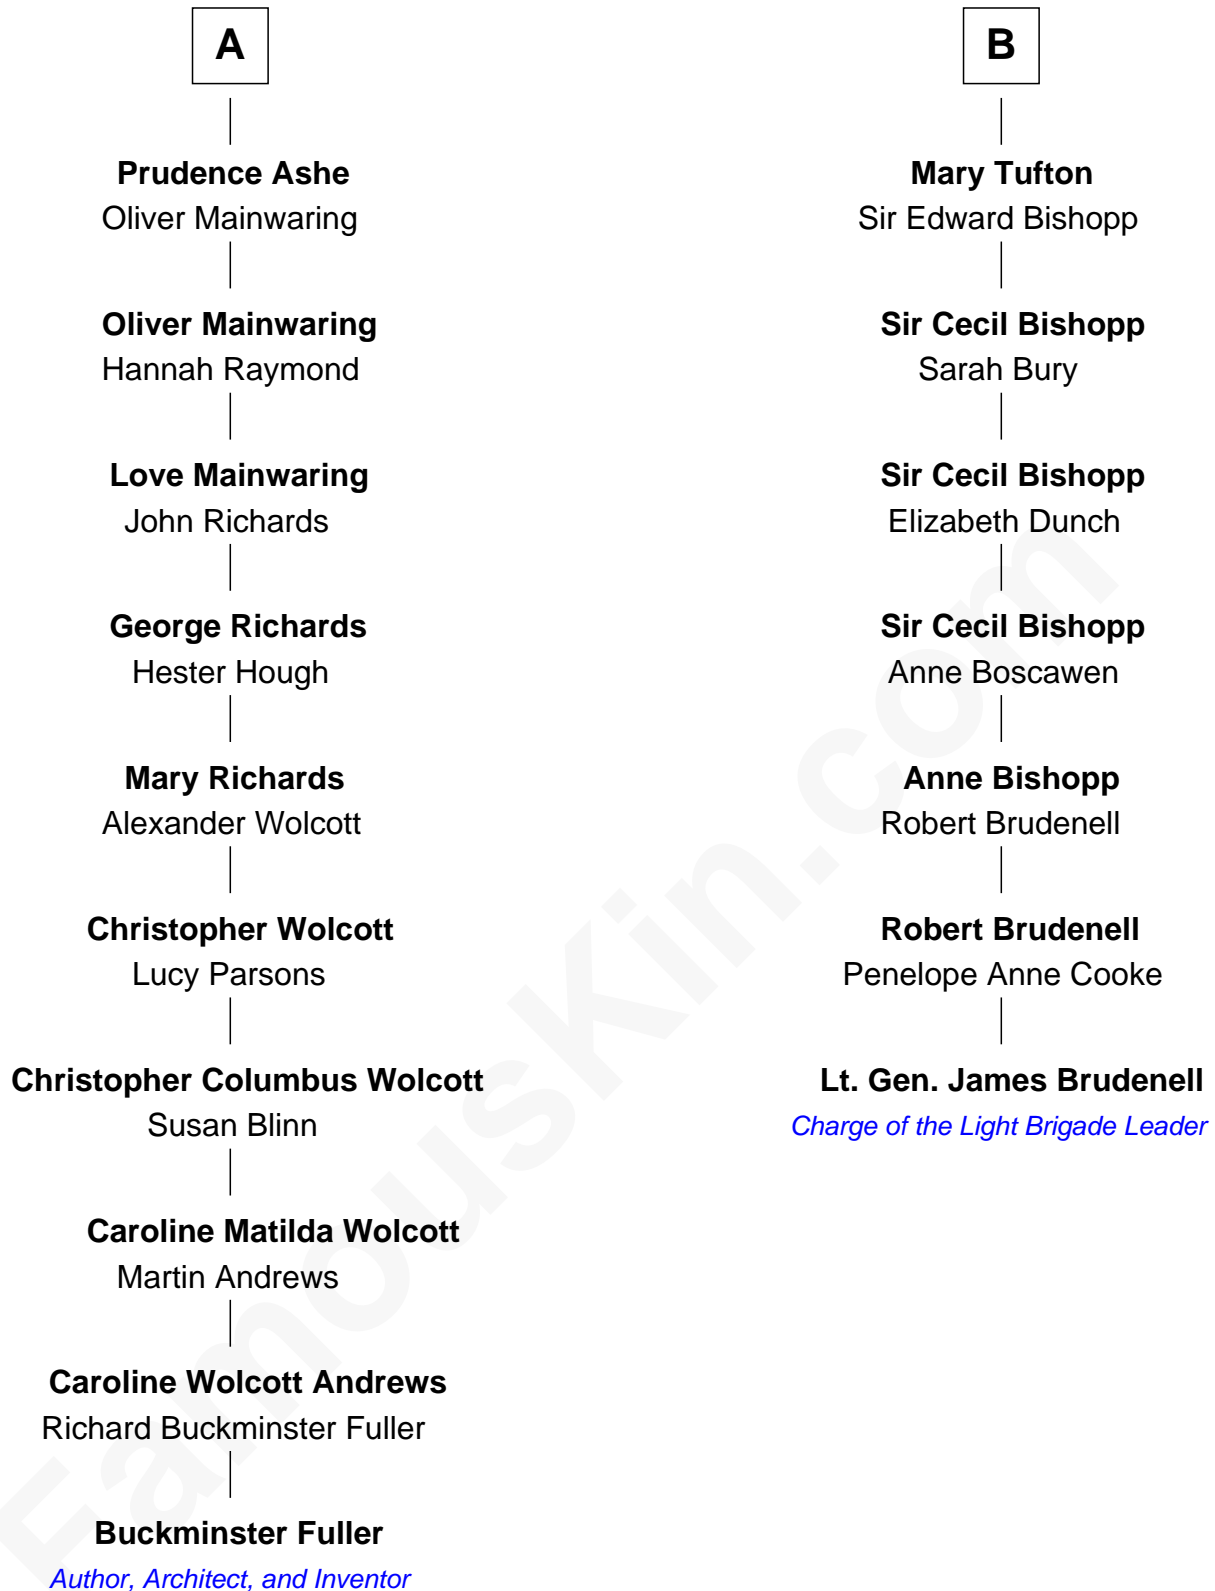 A
Prudence Ashe
Oliver Mainwaring
Oliver Mainwaring
Hannah Raymond
Love Mainwaring
John Richards
George Richards
Hester Hough
Mary Richards
Alexander Wolcott
Christopher Wolcott
Lucy Parsons
Christopher Columbus Wolcott
Susan Blinn
Caroline Matilda Wolcott
Martin Andrews
Caroline Wolcott Andrews
Richard Buckminster Fuller
Buckminster Fuller
Author, Architect, and Inventor
B
Mary Tufton
Sir Edward Bishopp
Sir Cecil Bishopp
Sarah Bury
Sir Cecil Bishopp
Elizabeth Dunch
Sir Cecil Bishopp
Anne Boscawen
Anne Bishopp
Robert Brudenell
Robert Brudenell
Penelope Anne Cooke
Lt. Gen. James Brudenell
Charge of the Light Brigade Leader
FamousKin.com